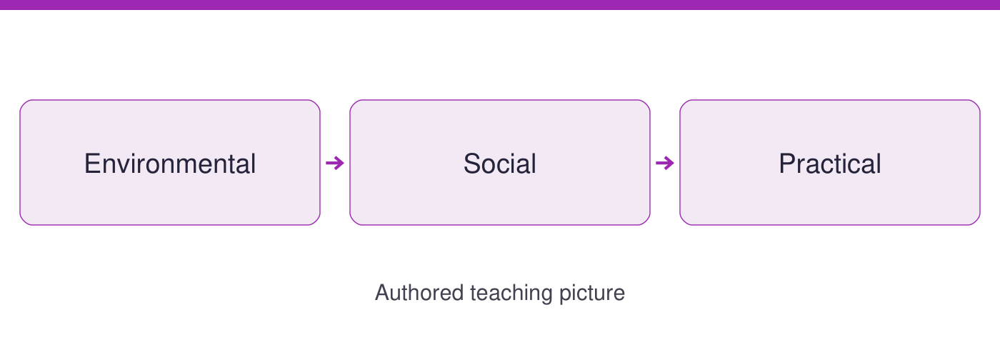 Environmental
Social
Practical
Authored teaching picture